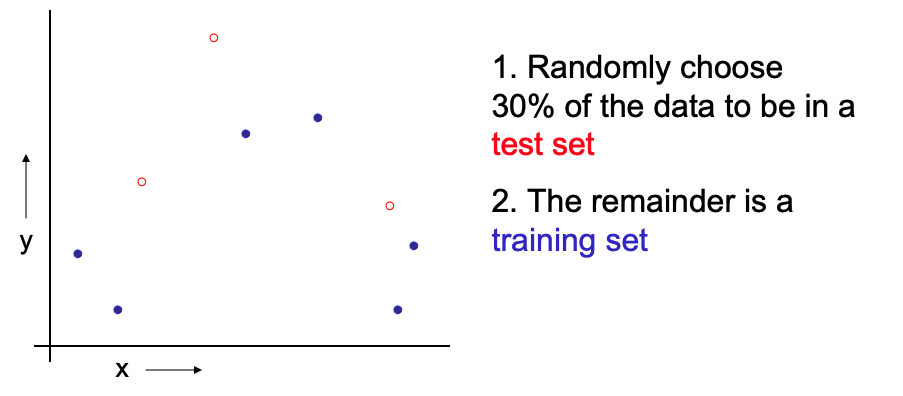 1. Randomly choose
30% of the data to be in a
test set
2. The remainder is a
training set
y
x